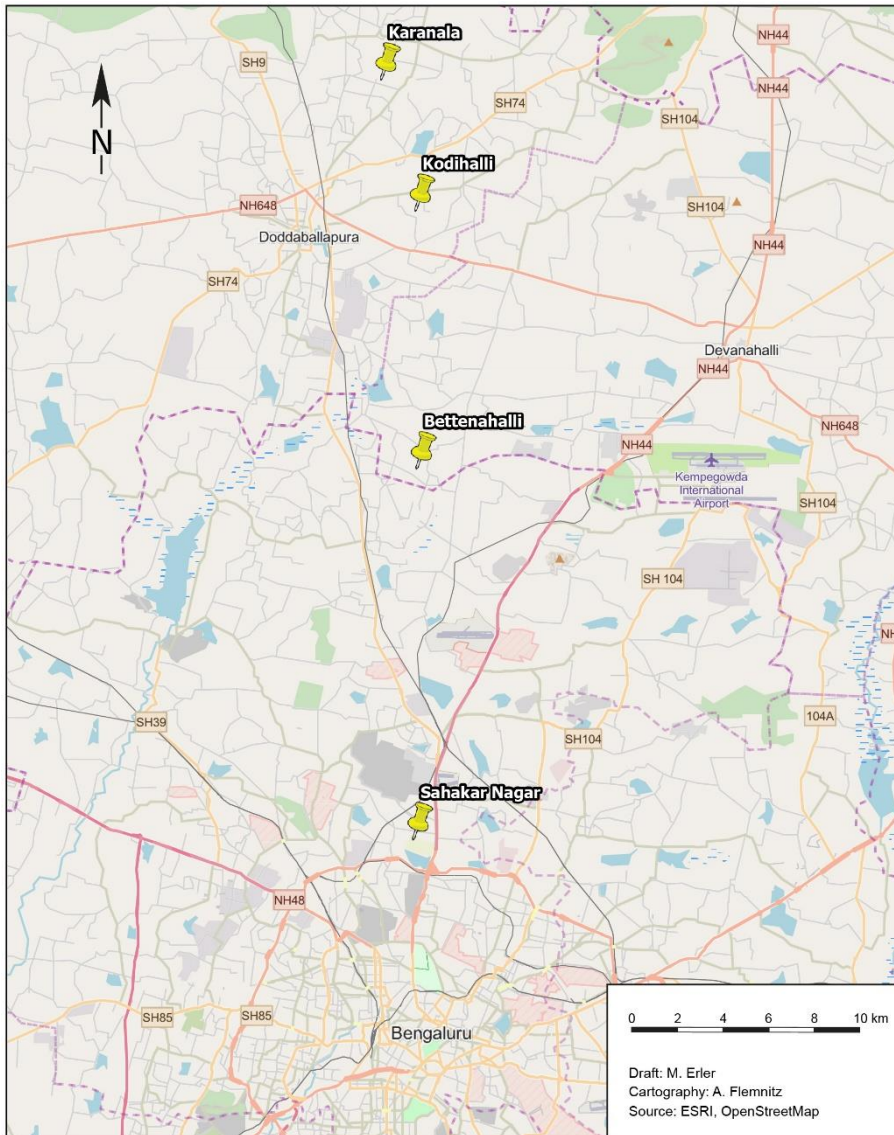 Karanala
NH44
SH9
NH44
SH74
SH104
N
Kodihalli
NH648
SH104
Doddaballapura
NH44
SH74
Devanahalli
NH44
Bettenahalli
NH648
NH44
Kempegowda
International
Airport
SH104
SH 104
NH
SH39
104A
SH104
Sahakar Nagar
NH48
SH85
SH85
Bengaluru
0 2 4 6 8 10 km
Draft: M. Erler
Cartography: A. Flemnitz
Source: ESRI, OpenStreetMap